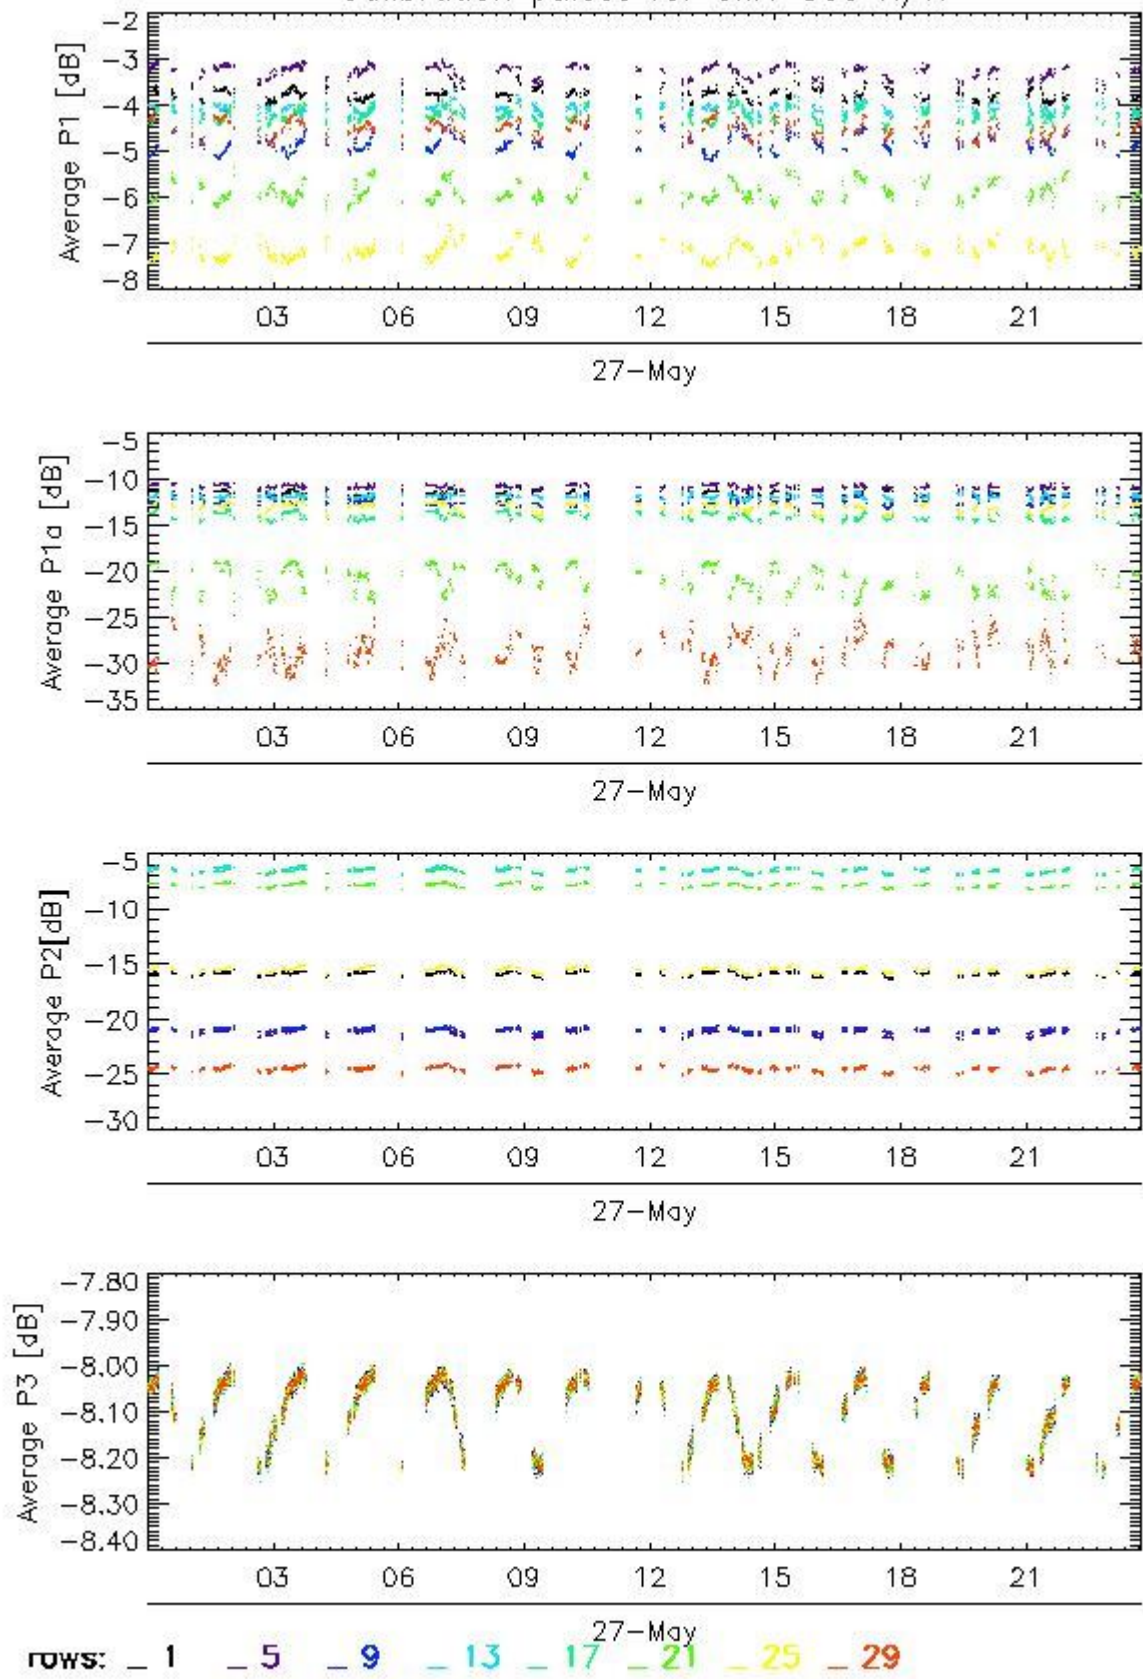 -2
-3
-4
-5
-6
-7
-8
Average P1 [dB]
03 06 09 12 15 18 21
27-May
-5
-10
-15
-20
-25
-30
-35
Average P1a [dB]
03 06 09 12 15 18 21
27-May
-5
-10
-15
-20
-25
-30
Average P2[dB]
03 06 09 12 15 18 21
27-May
-7.80
-7.90
-8.00
-8.10
-8.20
-8.30
-8.40
Average P3 [dB]
03 06 09 12 15 18 21
27-May
rows: _ 1 _ 5 _ 9 _ 13 _ 17 _ 21 _ 25 _ 29